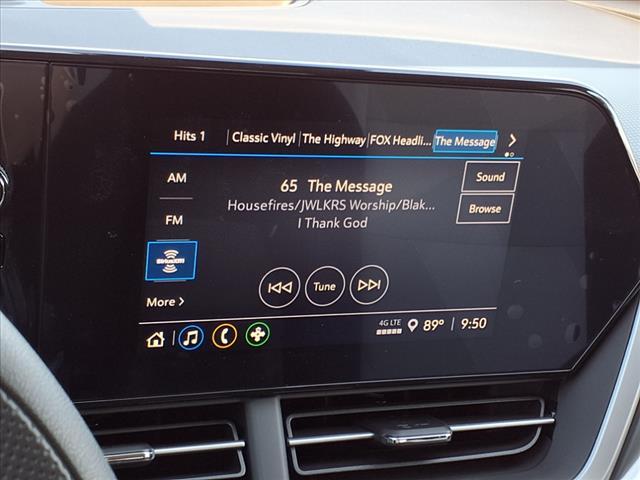 Hits 1 Classic Vinyl The Highway FOX Headli... The Message >
AM
65 The Message
Sound
Housefires/JWLKRS Worship/Blak...
Browse
FM
I Thank God
SiriusXM
Tune
More >
4G LTE 89° 9:50